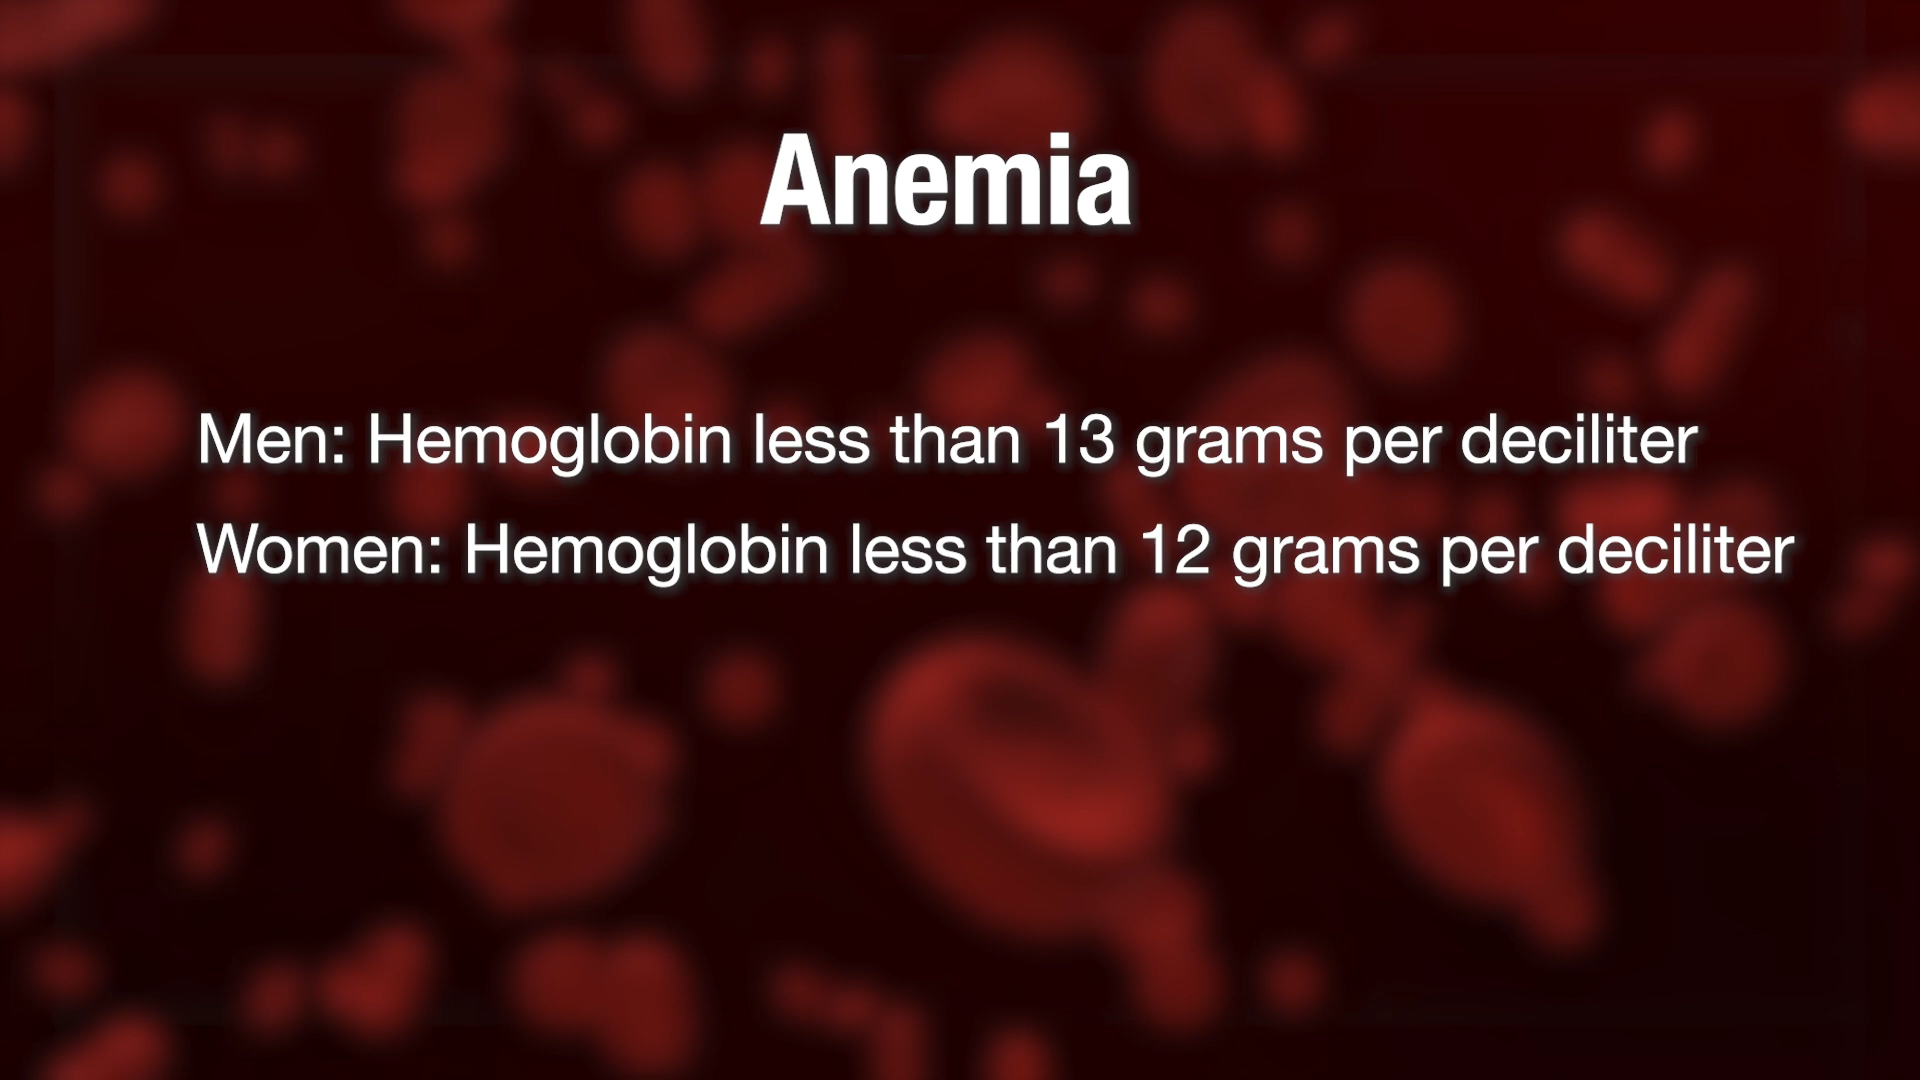 Anemia
Men: Hemoglobin less than 13 grams per deciliter
Women: Hemoglobin less than 12 grams per deciliter